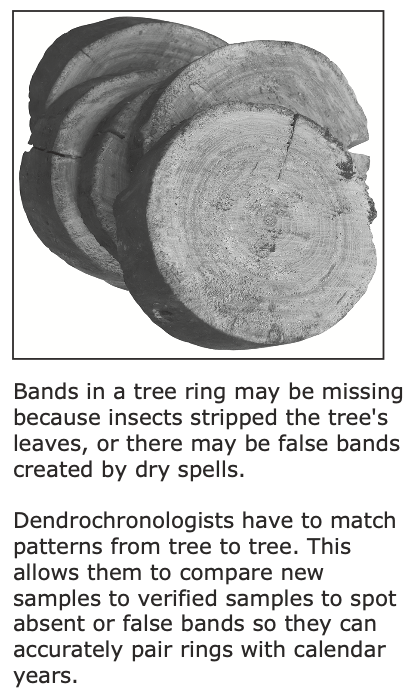 Bands in a tree ring may be missing
because insects stripped the tree's
leaves, or there may be false bands
created by dry spells.
Dendrochronologists have to match
patterns from tree to tree. This
allows them to compare new
samples to verified samples to spot
absent or false bands so they can
accurately pair rings with calendar
years.